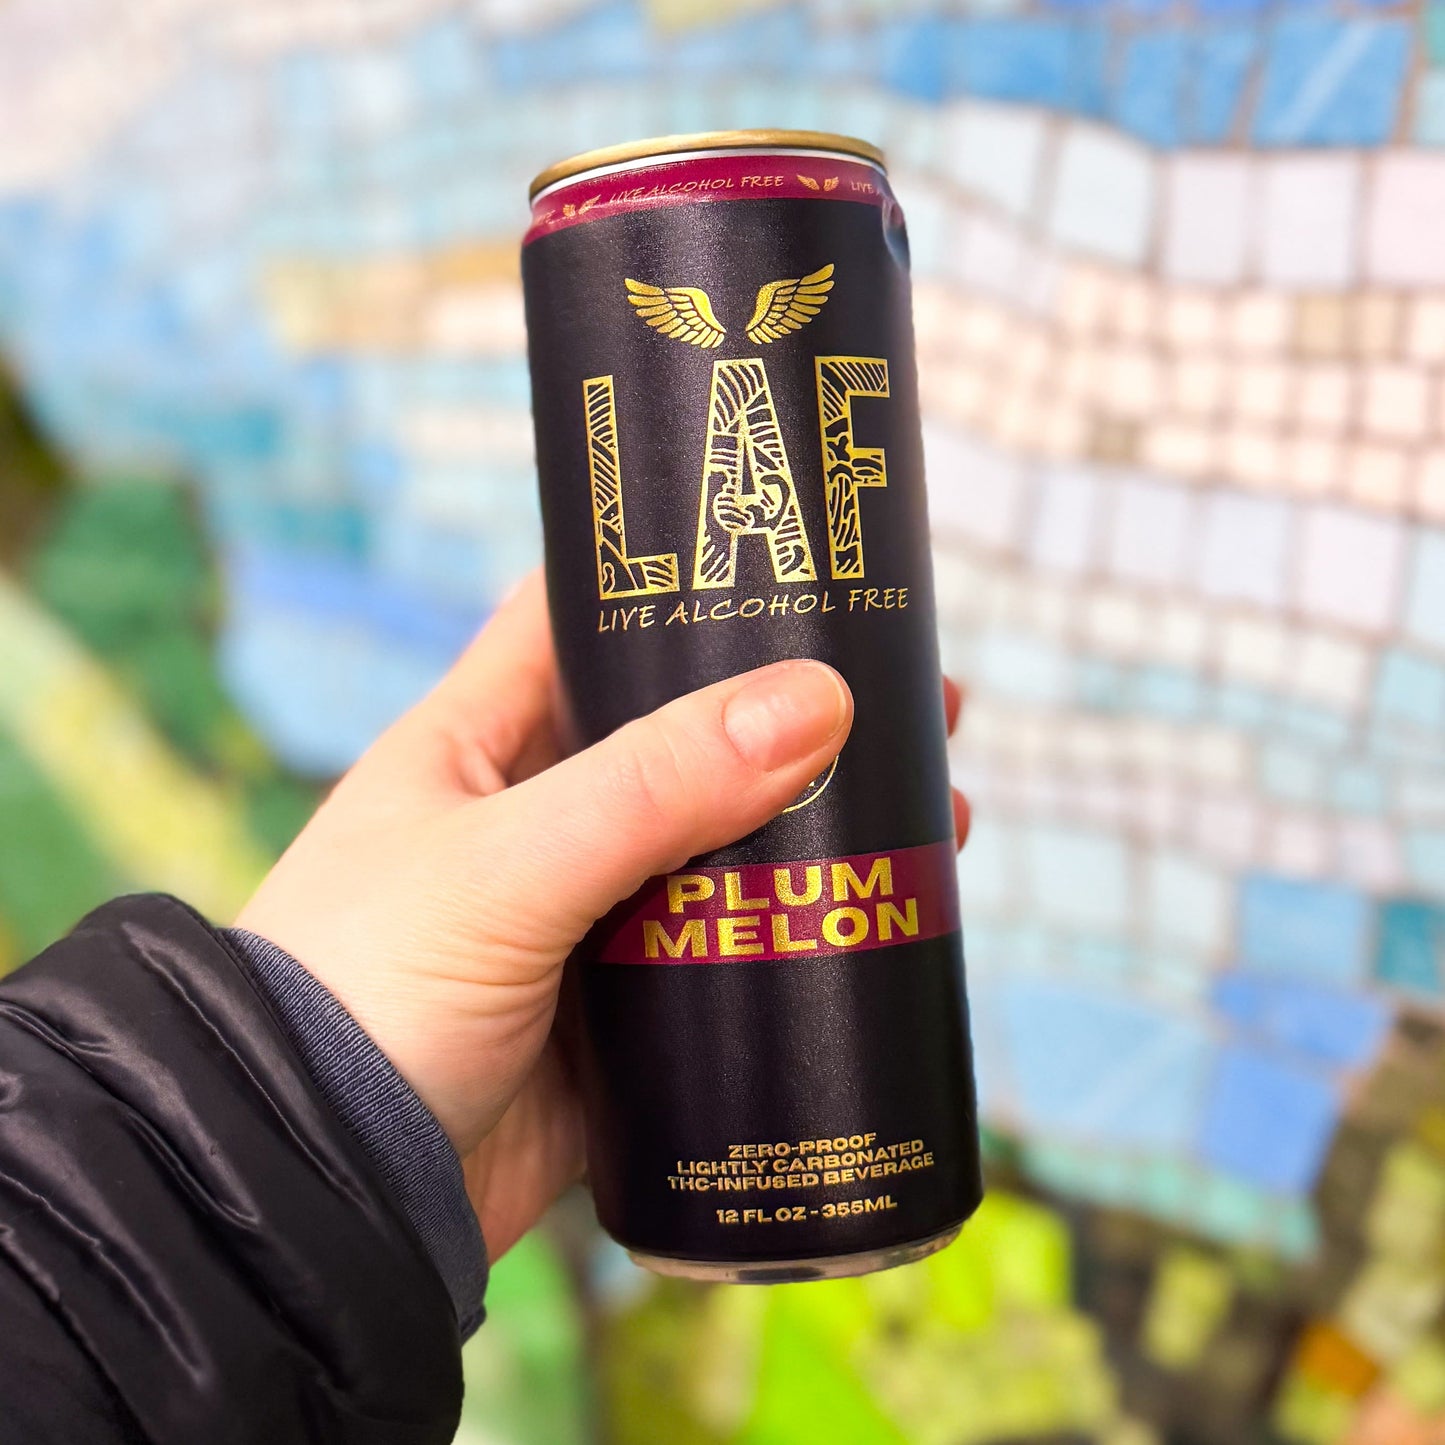 LIVE ALCOHOL FREE
LAF
LIVE ALCOHOL FREE
PLUM
MELON
ZERO-PROOF
LIGHTLY CARBONATED
THC-INFUSED BEVERAGE
12 FL OZ - 355ML